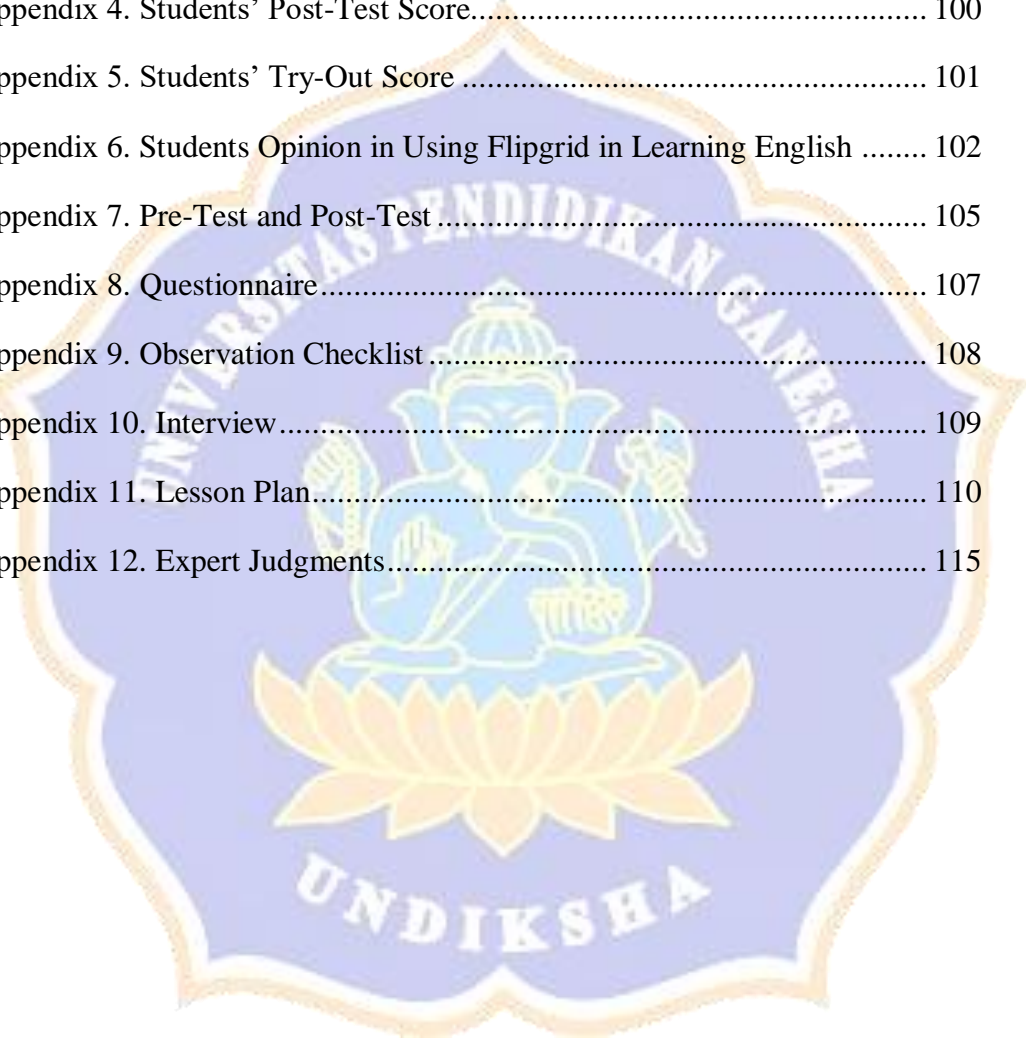 ppendix 4. Students’ Post-Test Score................................................ 100
ppendix 5. Students’ Try-Out Score ................................................. 101
ppendix 6. Students Opinion in Using Flipgrid in Learning English ........ 102
ppendix 7. Pre-Test and Post-Test .................................................... 105
ppendix 8. Questionnaire.................................................................. 107
ppendix 9. Observation Checklist ..................................................... 108
ppendix 10. Interview....................................................................... 109
ppendix 11. Lesson Plan................................................................... 110
ppendix 12. Expert Judgments.......................................................... 115
UNIVERSITAS PENDIDIKAN GANESHA
UNDIKSHA